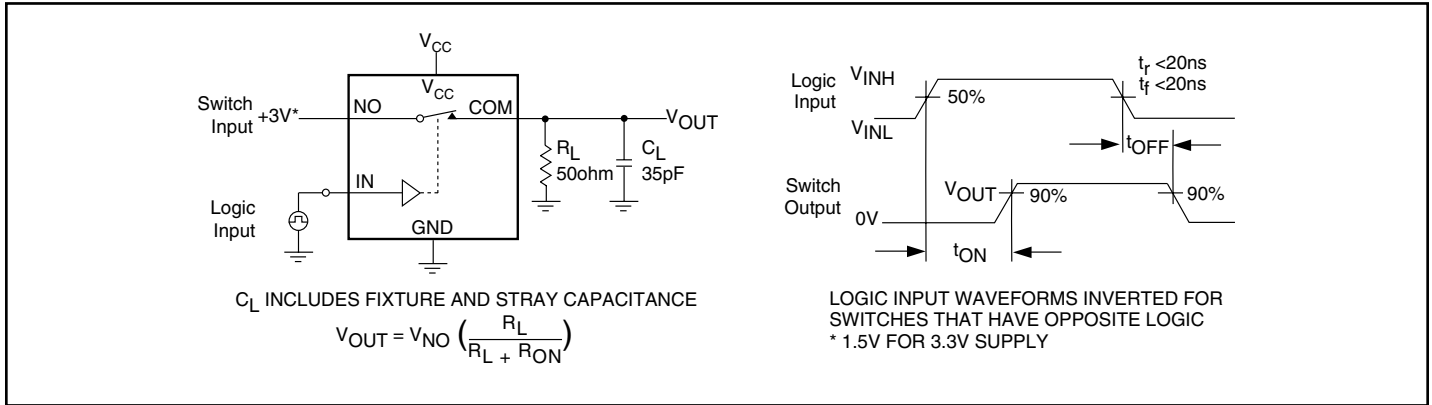 VCC
VCC
Switch
Input
+3V*
NO
COM
VOUT
RL
50ohm
CL
35pF
IN
Logic
Input
GND
CL INCLUDES FIXTURE AND STRAY CAPACITANCE
VOUT = VNO (RL / RL + RON)
Logic
Input
VINH
VINL
50%
tr <20ns
tf <20ns
tOFF
Switch
Output
VOUT
0V
90%
90%
tON
LOGIC INPUT WAVEFORMS INVERTED FOR
SWITCHES THAT HAVE OPPOSITE LOGIC
* 1.5V FOR 3.3V SUPPLY